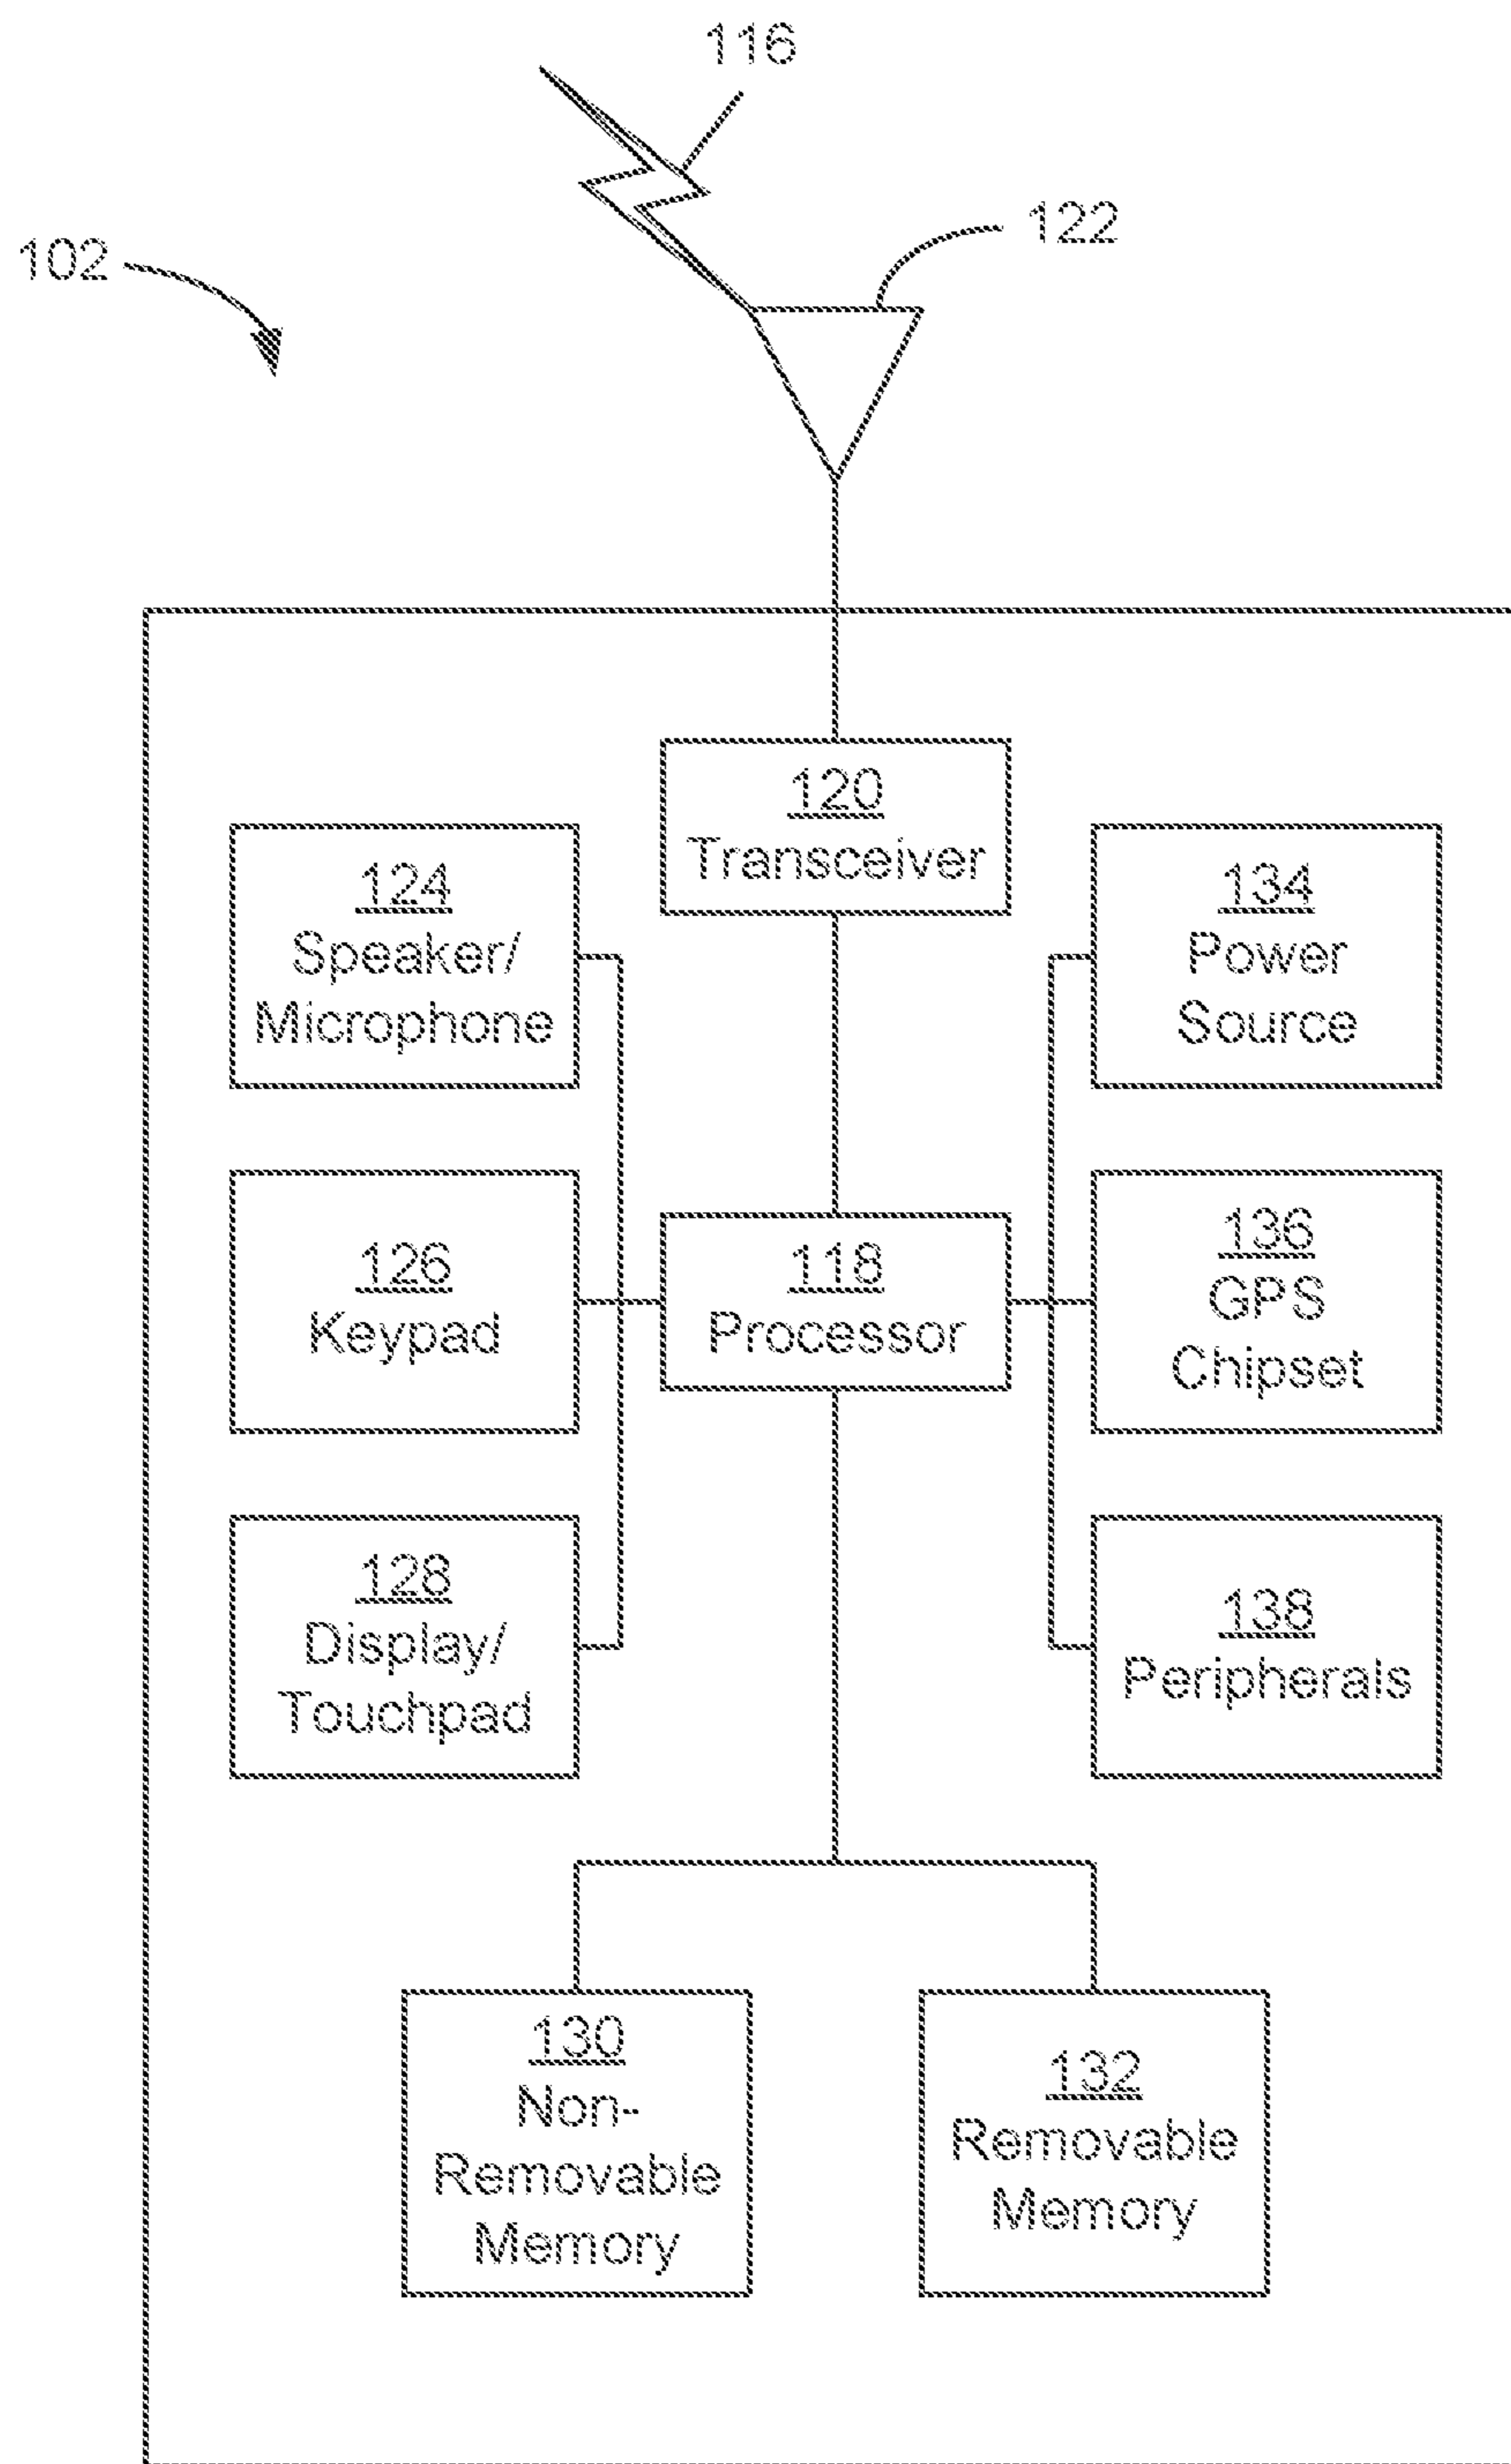 116
122
102
120
Transceiver
124
Speaker/
Microphone
134
Power
Source
126
Keypad
118
Processor
136
GPS
Chipset
128
Display/
Touchpad
138
Peripherals
130
Non-
Removable
Memory
132
Removable
Memory